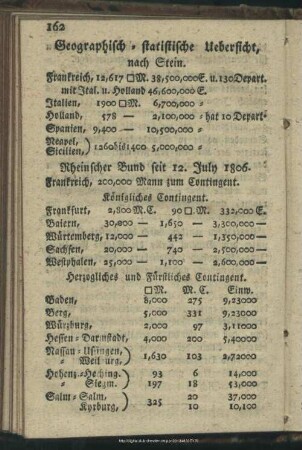 162
Geographisch-statistische Uebersicht,
nach Stein.
Frankreich, 12,617 □M. 38,500,000E. u. 130Depart.
mit Ital. u. Holland 46,600,000 E.
Italien, 1900 □M. 6,700,000 =
Holland, 578 — 2,100,000 = hat 10 Depart.
Spanien, 9,400 — 10,500,000 =
Neapel,
Sicilien,) 1260 bis 1400 5,000,000 =
Rheinscher Bund seit 12. July 1806.
Frankreich, 200,000 Mann zum Contingent.
Königliches Contingent.
Frankfurt, 2,800 M.C. 90 □.M. 332,000 E.
Baiern, 30,000 — 1,650 — 3,300,000 —
Würtemberg, 12,000 — 442 — 1,350,000 —
Sachsen, 20,000 — 740 — 2,500,000 —
Westphalen, 25,000 — 1,100 — 2,600,000 —
Herzogliches und Fürstliches Contingent.
□M. M.C. Einw.
Baden, 8,000 275 9,23000
Berg, 5,000 331 9,23000
Würzburg, 2,000 97 3,11000
Hessen-Darmstadt, 4,000 200 5,40000
Nassau-Usingen,
= Weilburg,) 1,630 103 2,72000
Hohenz.-Heching. 93 6 14,000
= Siegm. 197 18 53,000
Salm-Salm, 20 37,000
Kyrburg,) 325 10 10,100